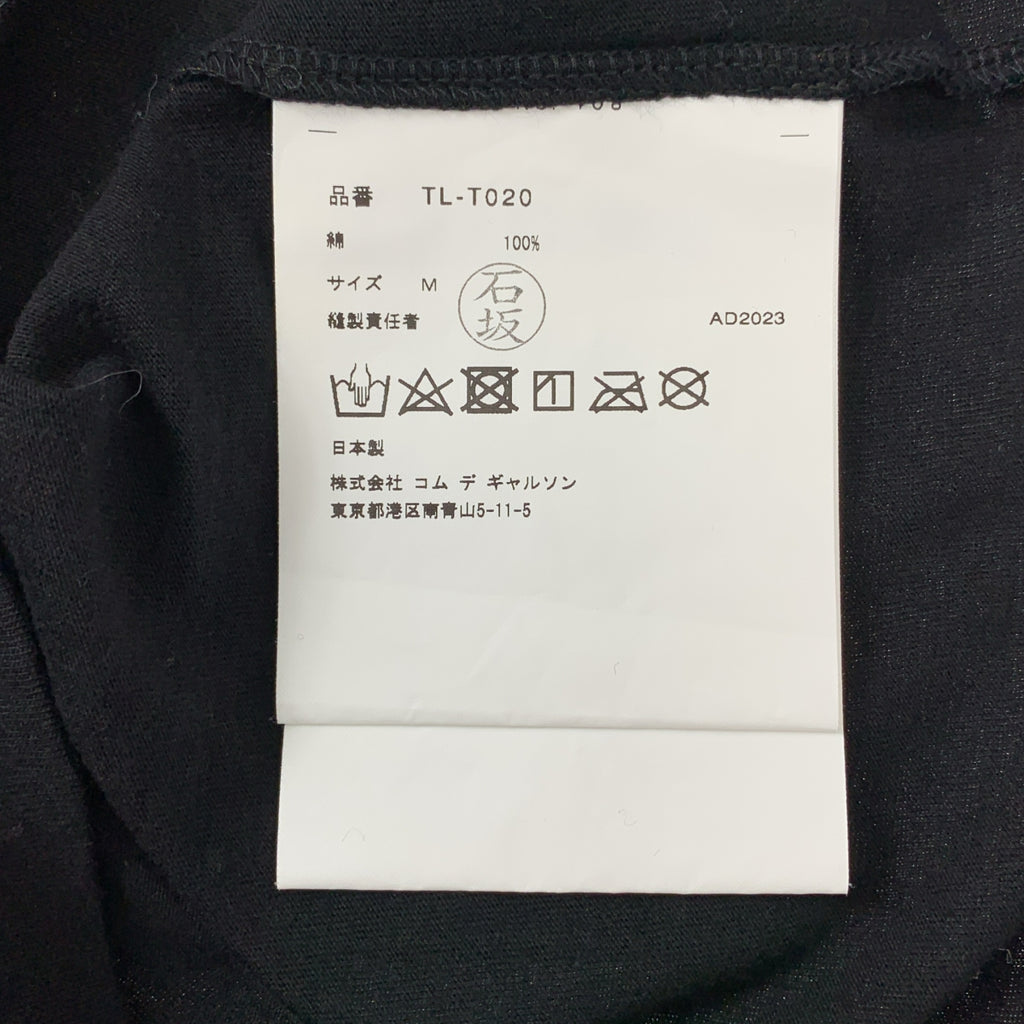 品番 TL-T020
綿 100%
サイズ M
石坂
縫製責任者 AD2023
日本製
株式会社 コム デ ギャルソン
東京都港区南青山5-11-5